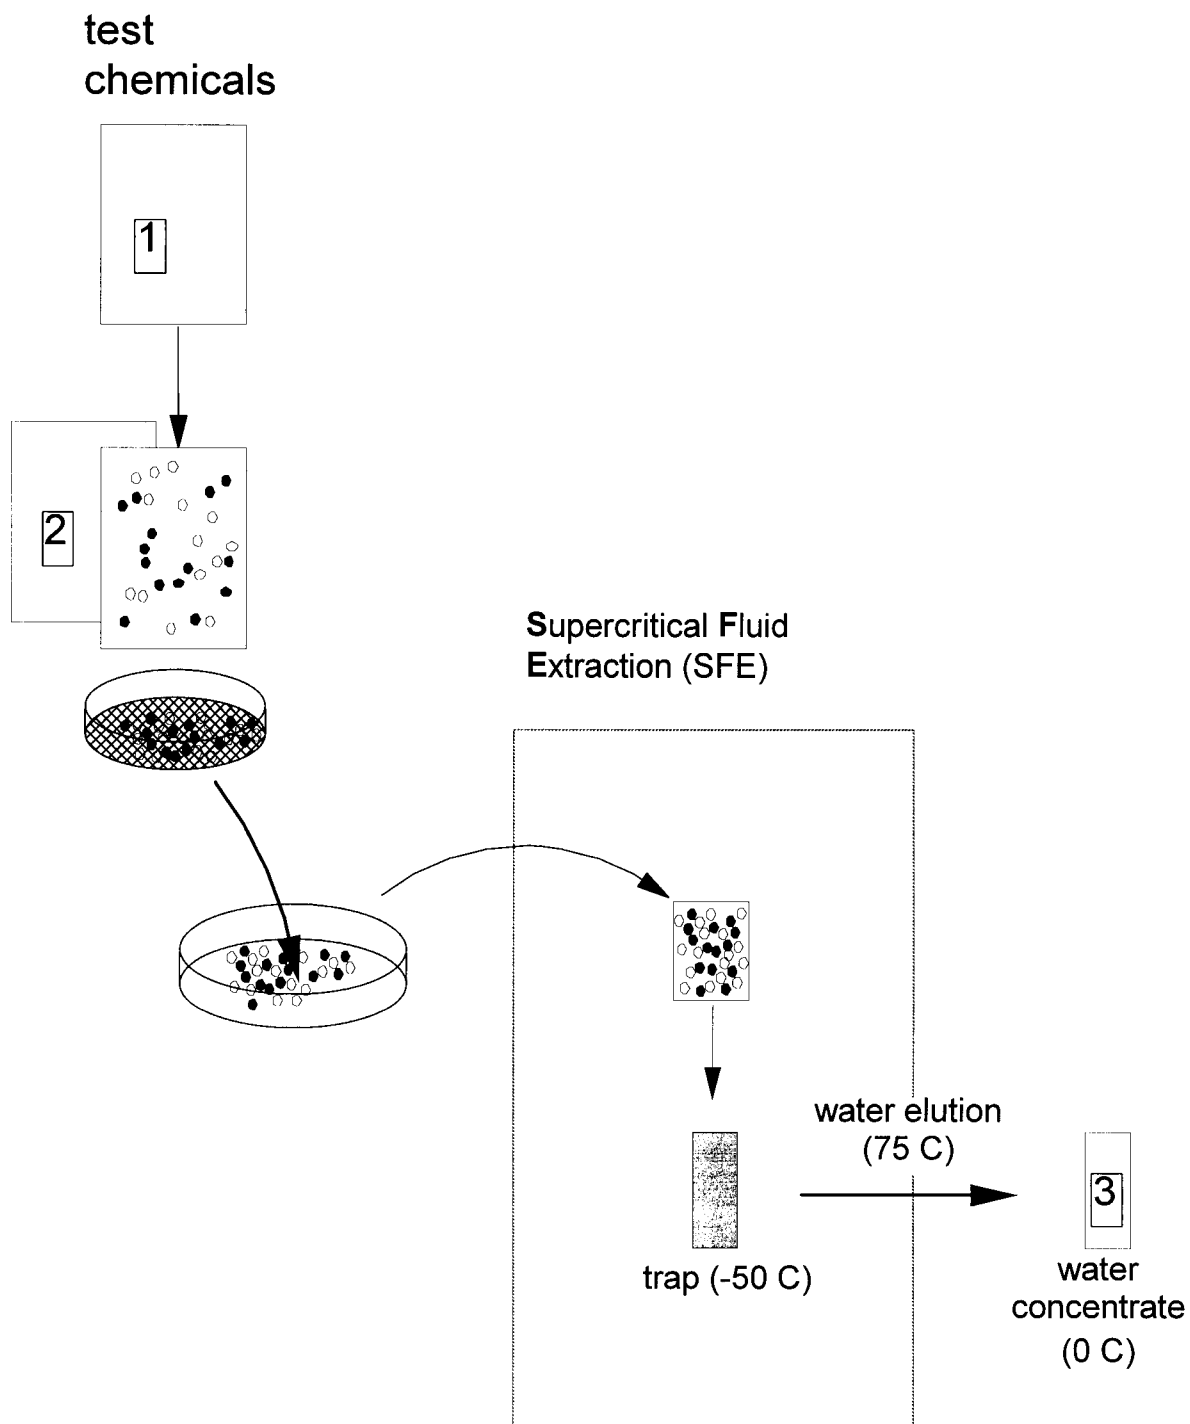 test
chemicals
1
2
Supercritical Fluid
Extraction (SFE)
water elution
(75 C)
3
trap (-50 C)
water
concentrate
(0 C)